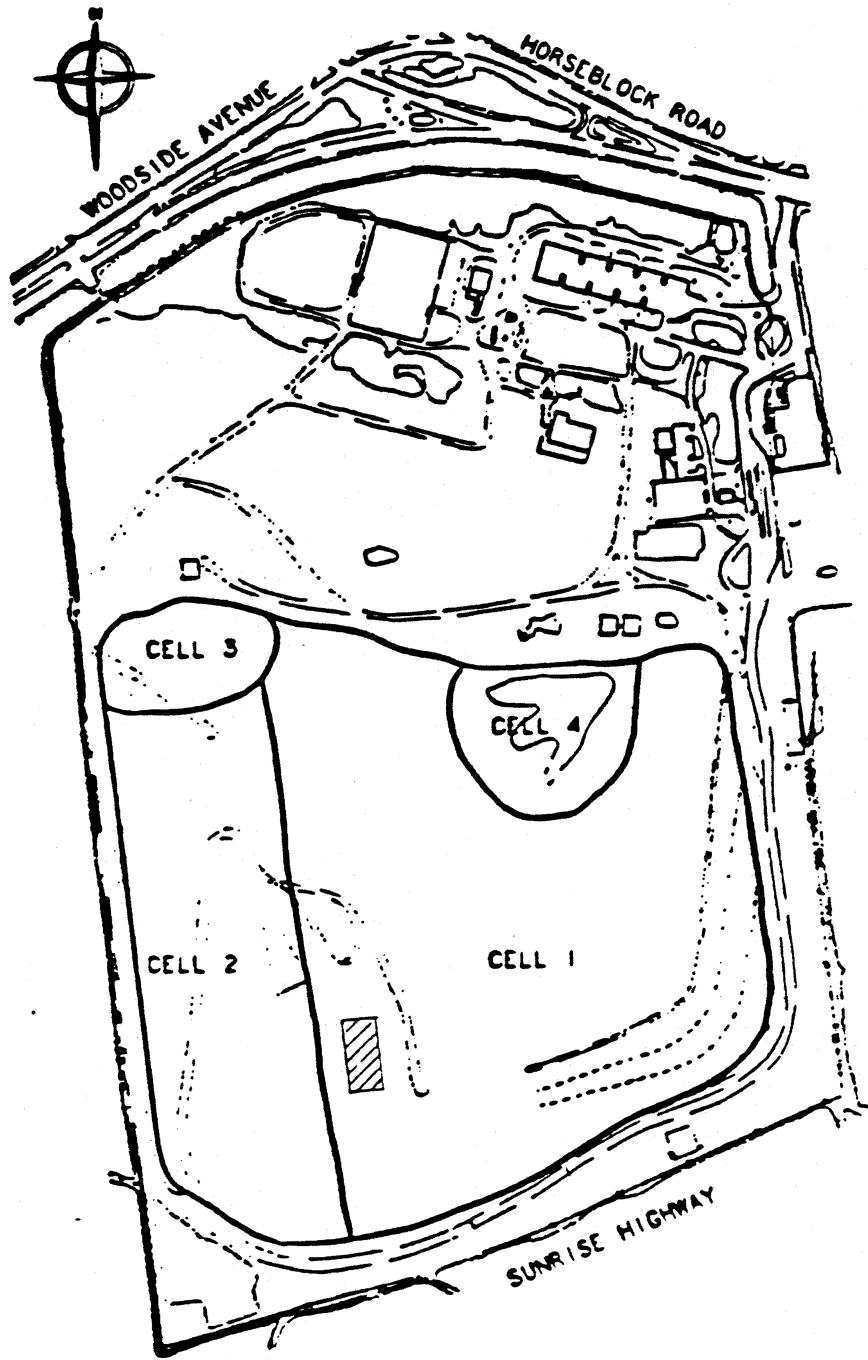 N
HORSEBLOCK ROAD
WOODSIDE AVENUE
CELL 3
CELL 4
CELL 2
CELL 1
SUNRISE HIGHWAY